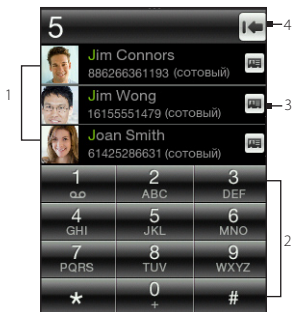 5
4
Jim Connors
886266361193 (сотовый)
1
Jim Wong
16155551479 (сотовый)
3
Joan Smith
61425286631 (сотовый)
1 2 3
ABC DEF
4 5 6
GHI JKL MNO
2
7 8 9
PQRS TUV WXYZ
* 0 #
+